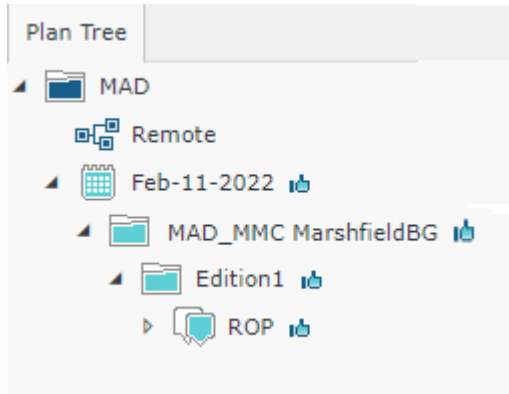 Plan Tree
MAD
Remote
Feb-11-2022
MAD_MMC MarshfieldBG
Edition1
ROP